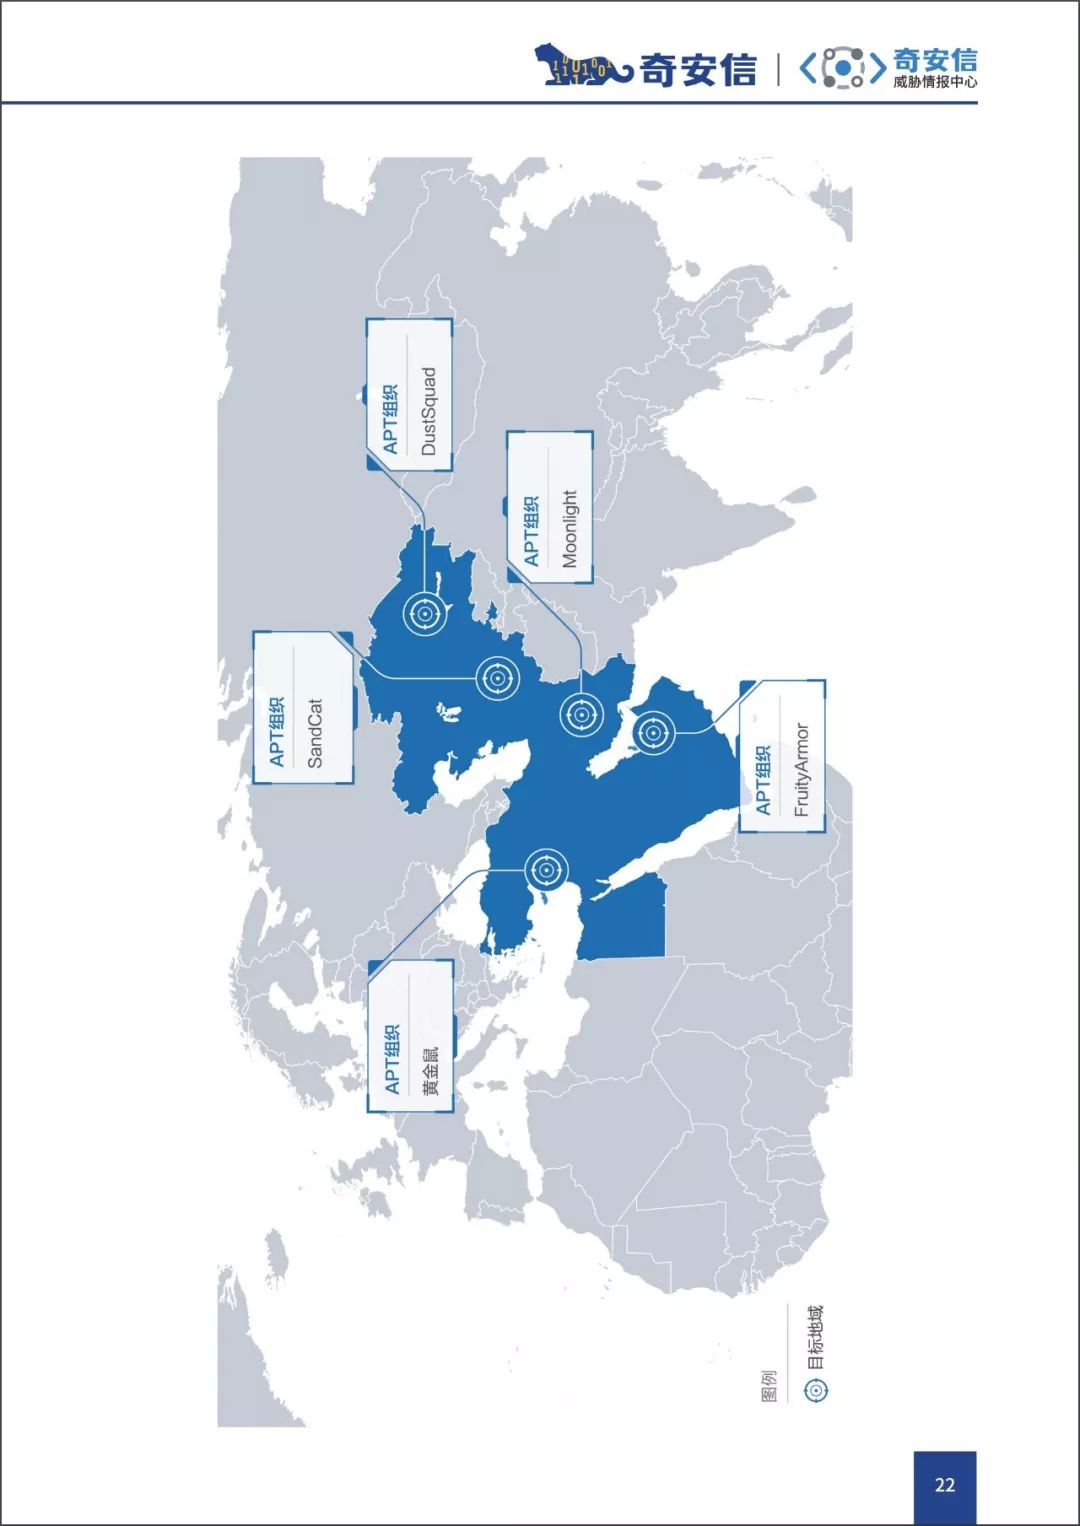 奇安信
奇安信
威胁情报中心
APT组织
DustSquad
APT组织
Moonlight
APT组织
SandCat
APT组织
FruityArmor
APT组织
黄金鼠
图例
目标地域
22